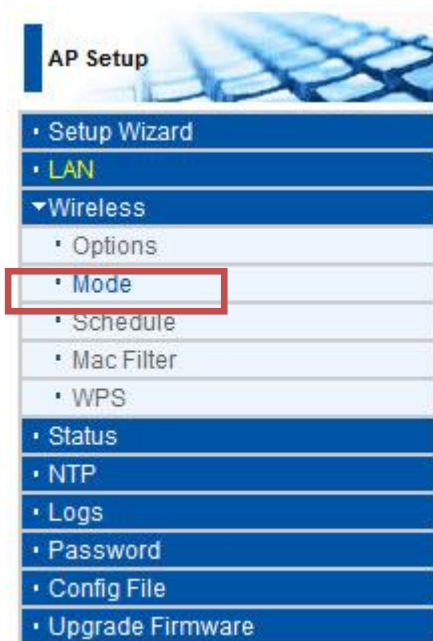 AP Setup
Setup Wizard
LAN
Wireless
Options
Mode
Schedule
Mac Filter
WPS
Status
NTP
Logs
Password
Config File
Upgrade Firmware